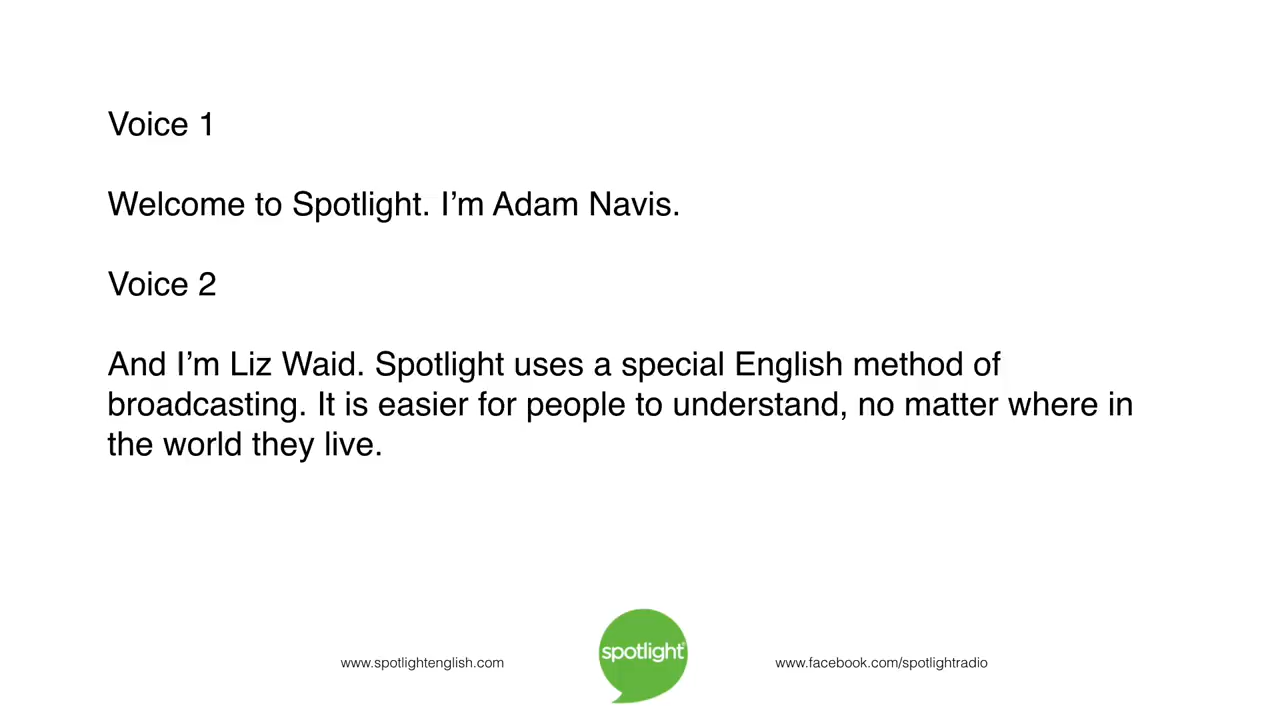 Voice 1
Welcome to Spotlight. I’m Adam Navis.
Voice 2
And I’m Liz Waid. Spotlight uses a special English method of
broadcasting. It is easier for people to understand, no matter where in
the world they live.
www.spotlightenglish.com
spotlight®
www.facebook.com/spotlightradio